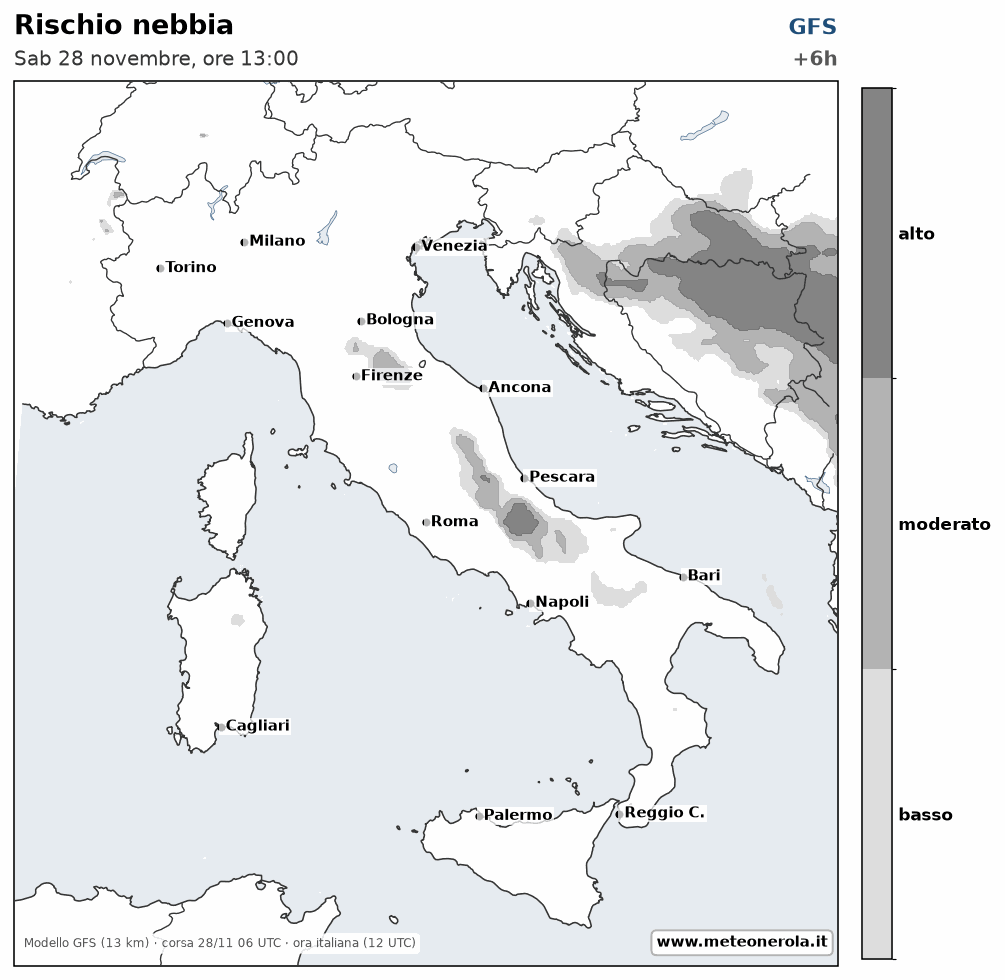 Rischio nebbia
GFS
Sab 28 novembre, ore 13:00
+6h
alto
Milano
Venezia
Torino
Genova
Bologna
Firenze
Ancona
Pescara
Roma
moderato
Bari
Napoli
Cagliari
Palermo
Reggio C.
basso
Modello GFS (13 km) · corsa 28/11 06 UTC · ora italiana (12 UTC)
www.meteonerola.it